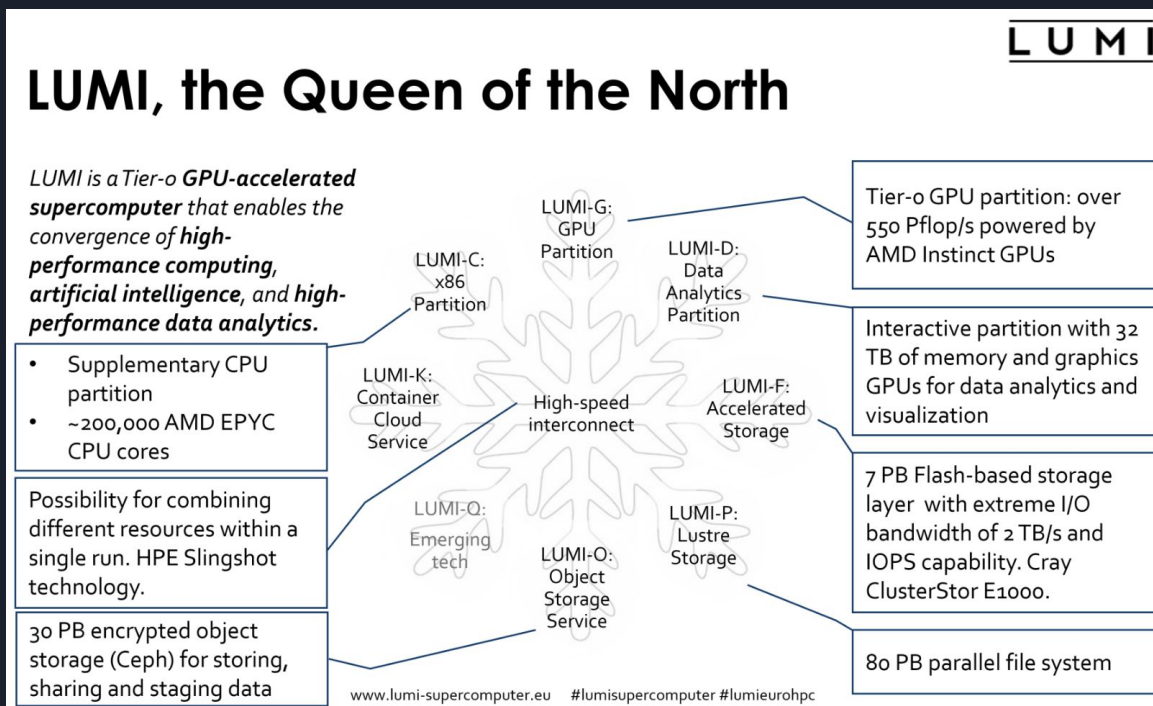 LUMI
LUMI, the Queen of the North
LUMI is a Tier-0 GPU-accelerated
supercomputer that enables the
convergence of high-
performance computing,
artificial intelligence, and high-
performance data analytics.
• Supplementary CPU
partition
• ~200,000 AMD EPYC
CPU cores
Possibility for combining
different resources within a
single run. HPE Slingshot
technology.
30 PB encrypted object
storage (Ceph) for storing,
sharing and staging data
LUMI-G:
GPU
Partition
LUMI-C:
x86
Partition
LUMI-D:
Data
Analytics
Partition
LUMI-K:
Container
Cloud
Service
High-speed
interconnect
LUMI-F:
Accelerated
Storage
LUMI-Q:
Emerging
tech
LUMI-O:
Object
Storage
Service
LUMI-P:
Lustre
Storage
Tier-0 GPU partition: over
550 Pflop/s powered by
AMD Instinct GPUs
Interactive partition with 32
TB of memory and graphics
GPUs for data analytics and
visualization
7 PB Flash-based storage
layer with extreme I/O
bandwidth of 2 TB/s and
IOPS capability. Cray
ClusterStor E1000.
80 PB parallel file system
www.lumi-supercomputer.eu #lumisupercomputer #lumieurohpc